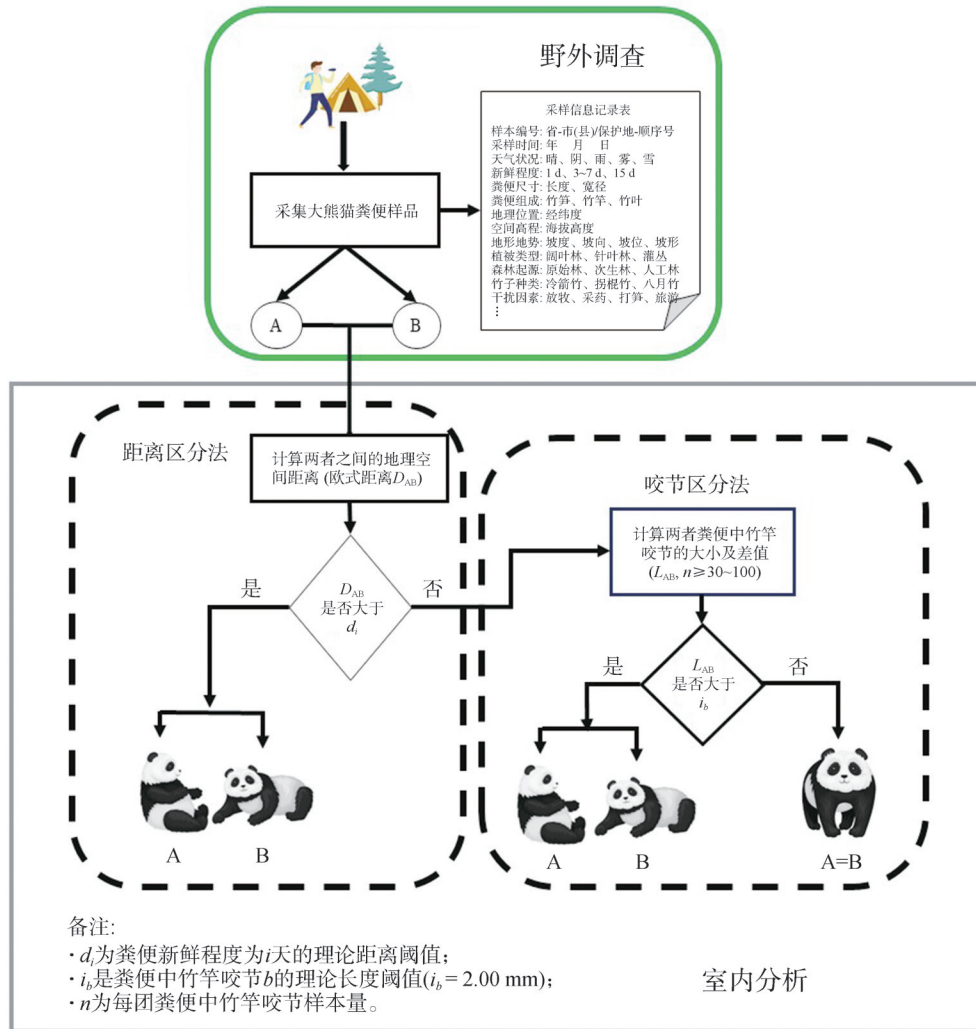 野外调查
采样信息记录表
样本编号: 省-市(县)/保护地-顺序号
采样时间: 年 月 日
天气状况: 晴、阴、雨、雾、雪
新鲜程度: 1 d、3~7 d、15 d
粪便尺寸: 长度、宽径
粪便组成: 竹笋、竹竿、竹叶
地理位置: 经纬度
空间高程: 海拔高度
地形地势: 坡度、坡向、坡位、坡形
植被类型: 阔叶林、针叶林、灌丛
森林起源: 原始林、次生林、人工林
竹子种类: 冷箭竹、拐棍竹、八月竹
干扰因素: 放牧、采药、打笋、旅游
⋮
采集大熊猫粪便样品
A
B
距离区分法
计算两者之间的地理空
间距离 (欧式距离D_AB)
D_AB
是否大于
d_i
是
否
A
B
咬节区分法
计算两者粪便中竹竿
咬节的大小及差值
(L_AB, n≥30~100)
L_AB
是否大于
i_b
是
否
A
B
A=B
备注:
· d_i为粪便新鲜程度为i天的理论距离阈值；
· i_b是粪便中竹竿咬节b的理论长度阈值(i_b = 2.00 mm)；
· n为每团粪便中竹竿咬节样本量。
室内分析